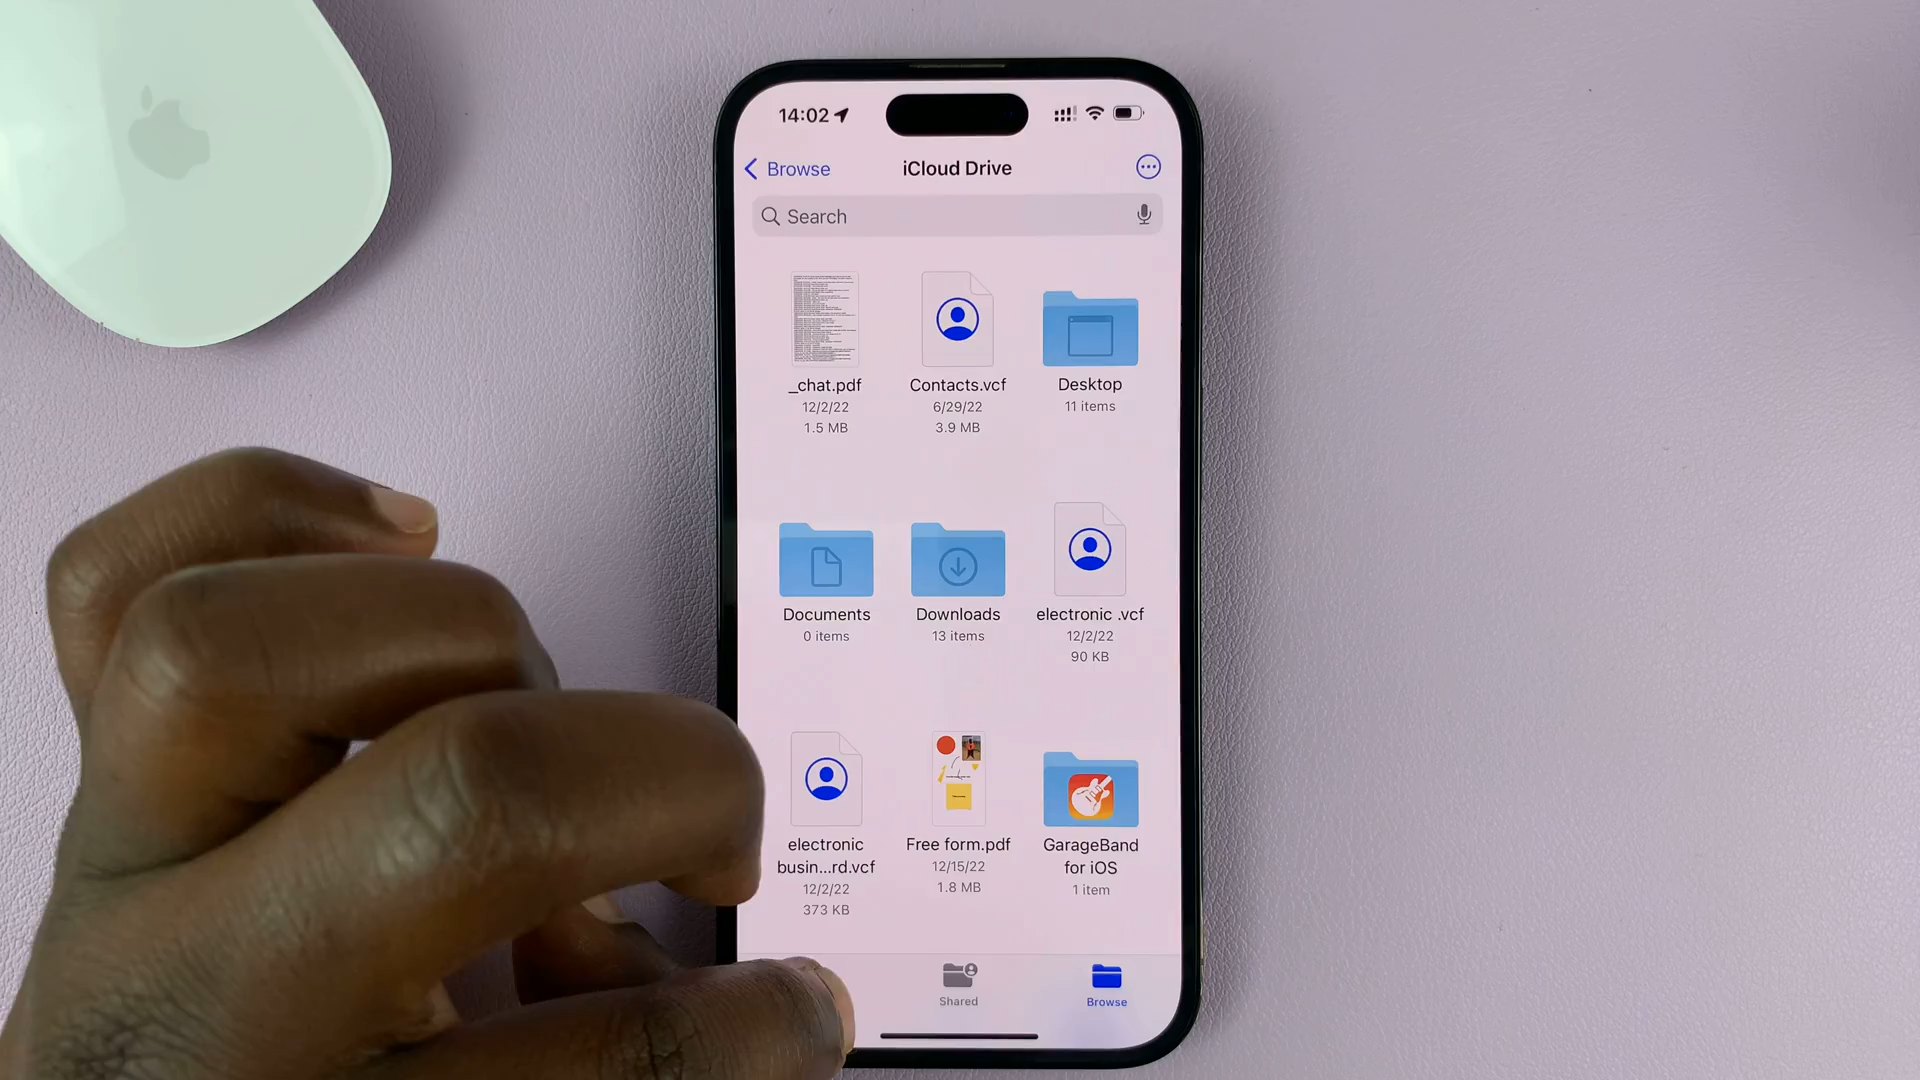 14:02
Browse
iCloud Drive
Search
_chat.pdf
12/2/22
1.5 MB
Contacts.vcf
6/29/22
3.9 MB
Desktop
11 items
Documents
0 items
Downloads
13 items
electronic .vcf
12/2/22
90 KB
electronic
busin...rd.vcf
12/2/22
373 KB
Free form.pdf
12/15/22
1.8 MB
GarageBand
for iOS
1 item
Shared
Browse